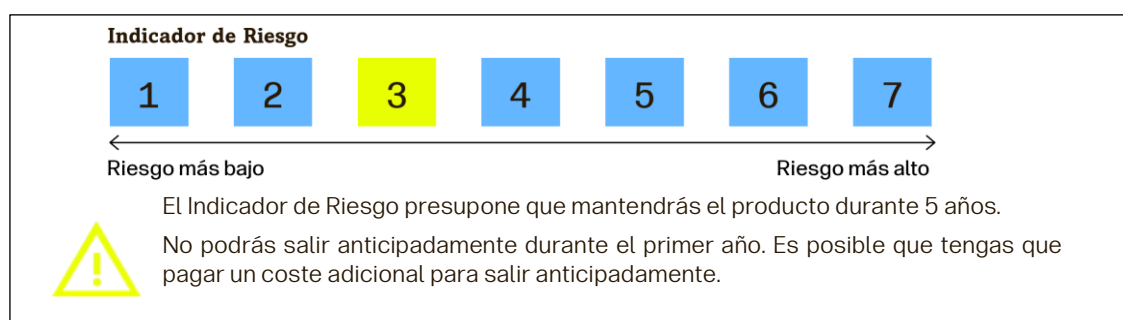 Indicador de Riesgo
1 2 3 4 5 6 7
Riesgo más bajo Riesgo más alto
El Indicador de Riesgo presupone que mantendrás el producto durante 5 años.
No podrás salir anticipadamente durante el primer año. Es posible que tengas que
pagar un coste adicional para salir anticipadamente.
!